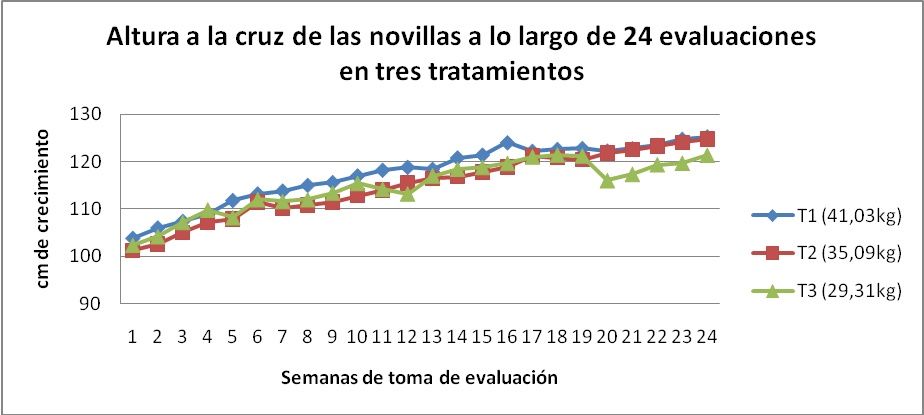 Altura a la cruz de las novillas a lo largo de 24 evaluaciones
en tres tratamientos
cm de crecimiento
130
120
110
100
90
1 2 3 4 5 6 7 8 9 10 11 12 13 14 15 16 17 18 19 20 21 22 23 24
Semanas de toma de evaluación
T1 (41,03kg)
T2 (35,09kg)
T3 (29,31kg)